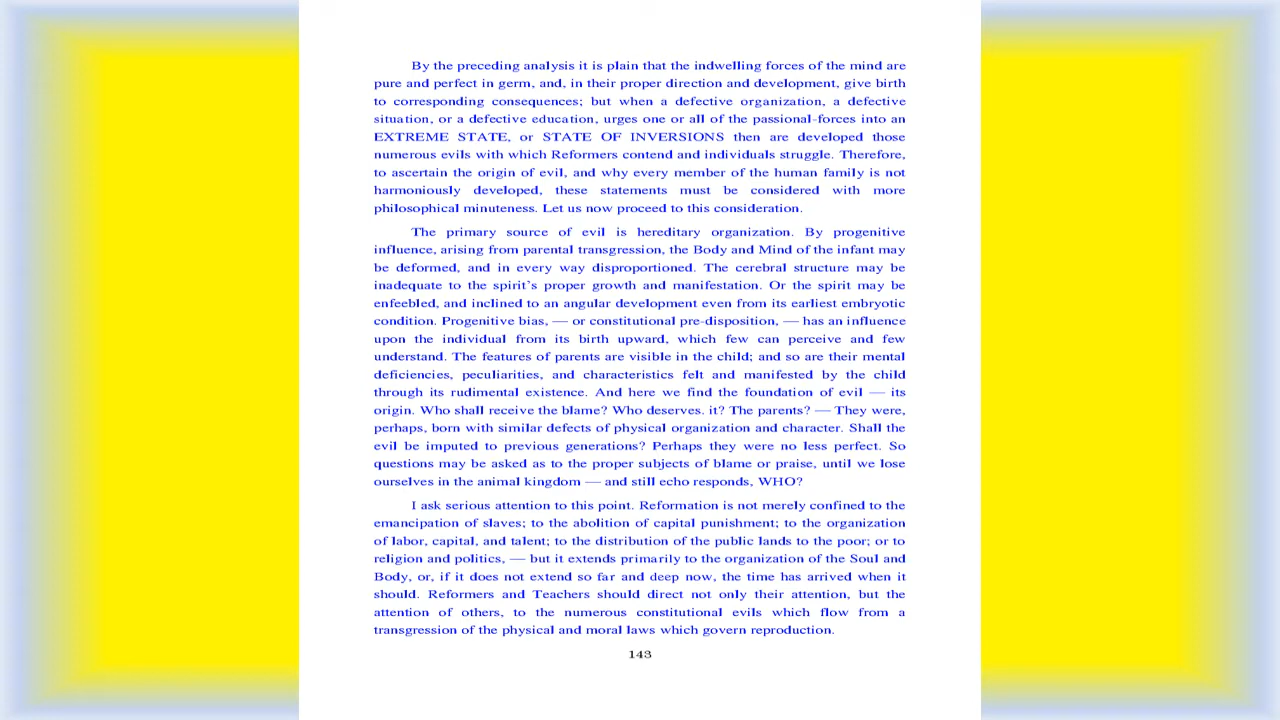 By the preceding analysis it is plain that the indwelling forces of the mind are
pure and perfect in germ, and, in their proper direction and development, give birth
to corresponding consequences; but when a defective organization, a defective
situation, or a defective education, urges one or all of the passional-forces into an
EXTREME STATE, or STATE OF INVERSIONS then are developed those
numerous evils with which Reformers contend and individuals struggle. Therefore,
to ascertain the origin of evil, and why every member of the human family is not
harmoniously developed, these statements must be considered with more
philosophical minuteness. Let us now proceed to this consideration.
The primary source of evil is hereditary organization. By progenitive
influence, arising from parental transgression, the Body and Mind of the infant may
be deformed, and in every way disproportioned. The cerebral structure may be
inadequate to the spirit's proper growth and manifestation. Or the spirit may be
enfeebled, and inclined to an angular development even from its earliest embryotic
condition. Progenitive bias, — or constitutional pre-disposition, — has an influence
upon the individual from its birth upward, which few can perceive and few
understand. The features of parents are visible in the child; and so are their mental
deficiencies, peculiarities, and characteristics felt and manifested by the child
through its rudimental existence. And here we find the foundation of evil — its
origin. Who shall receive the blame? Who deserves. it? The parents? — They were,
perhaps, born with similar defects of physical organization and character. Shall the
evil be imputed to previous generations? Perhaps they were no less perfect. So
questions may be asked as to the proper subjects of blame or praise, until we lose
ourselves in the animal kingdom — and still echo responds, WHO?
I ask serious attention to this point. Reformation is not merely confined to the
emancipation of slaves; to the abolition of capital punishment; to the organization
of labor, capital, and talent; to the distribution of the public lands to the poor; or to
religion and politics, — but it extends primarily to the organization of the Soul and
Body, or, if it does not extend so far and deep now, the time has arrived when it
should. Reformers and Teachers should direct not only their attention, but the
attention of others, to the numerous constitutional evils which flow from a
transgression of the physical and moral laws which govern reproduction.
143